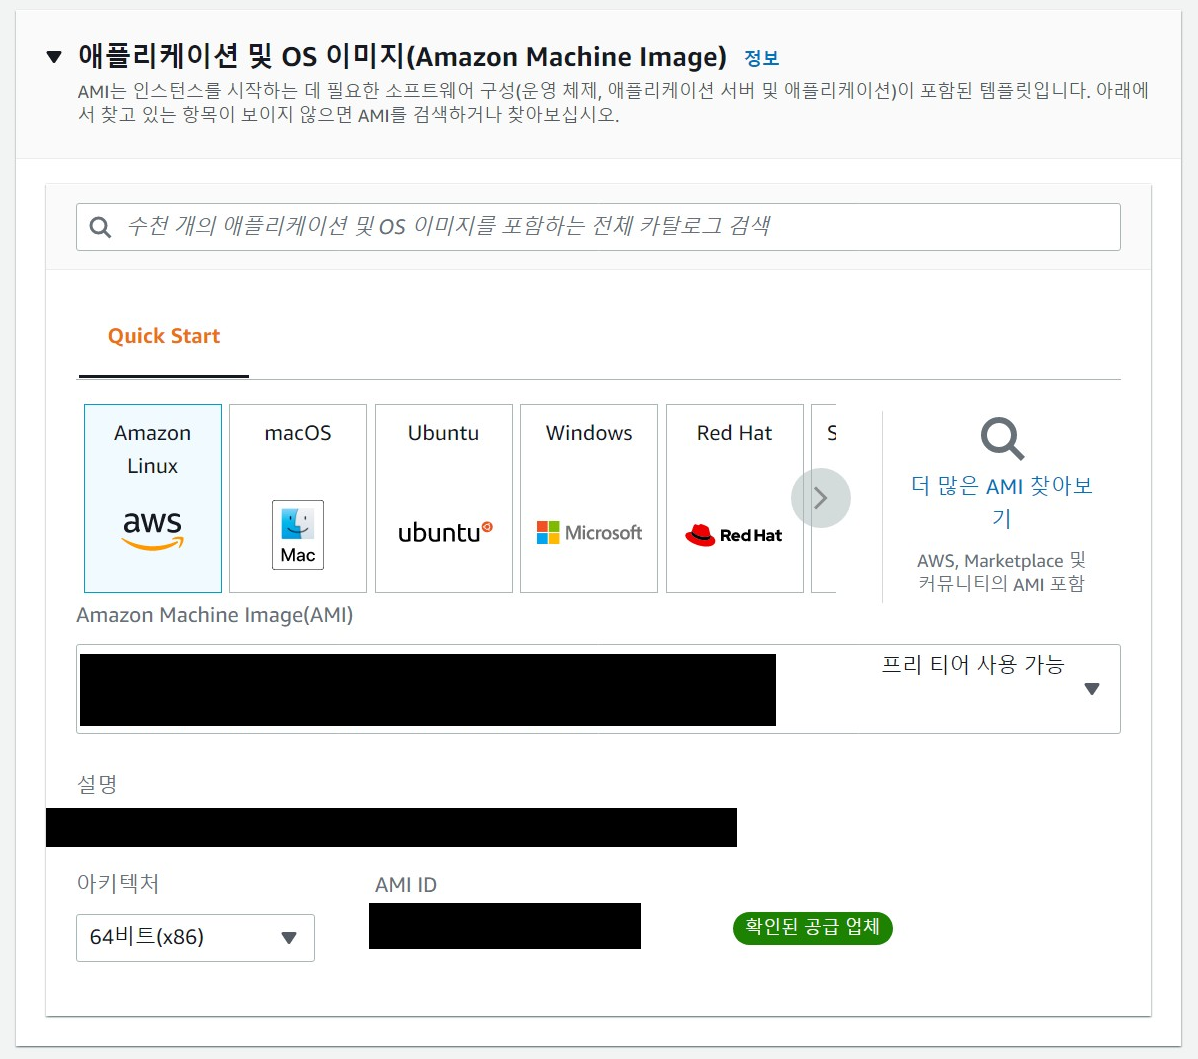 애플리케이션 및 OS 이미지(Amazon Machine Image) 정보
AMI는 인스턴스를 시작하는 데 필요한 소프트웨어 구성(운영 체제, 애플리케이션 서버 및 애플리케이션)이 포함된 템플릿입니다. 아래에
서 찾고 있는 항목이 보이지 않으면 AMI를 검색하거나 찾아보십시오.
수천 개의 애플리케이션 및 OS 이미지를 포함하는 전체 카탈로그 검색
Quick Start
Amazon
Linux
aws
macOS
Mac
Ubuntu
ubuntu
Windows
Microsoft
Red Hat
Red Hat
S
더 많은 AMI 찾아보
기
AWS, Marketplace 및
커뮤니티의 AMI 포함
Amazon Machine Image(AMI)
프리 티어 사용 가능
설명
아키텍처
64비트(x86)
AMI ID
확인된 공급 업체